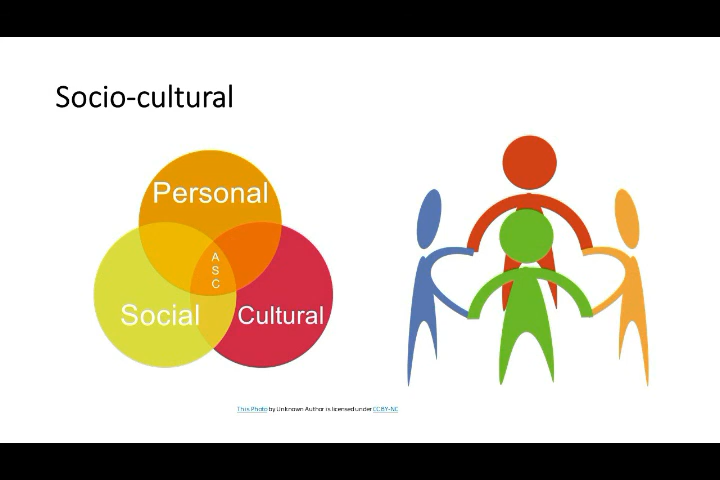 Socio-cultural
Personal
A
S
C
Social
Cultural
This Photo by Unknown Author is licensed under CC BY-NC